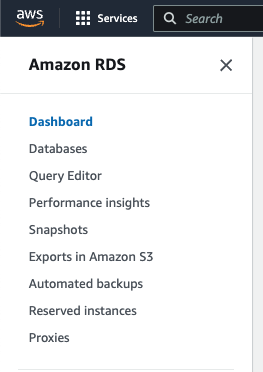 aws
Services
Search
Amazon RDS
Dashboard
Databases
Query Editor
Performance insights
Snapshots
Exports in Amazon S3
Automated backups
Reserved instances
Proxies